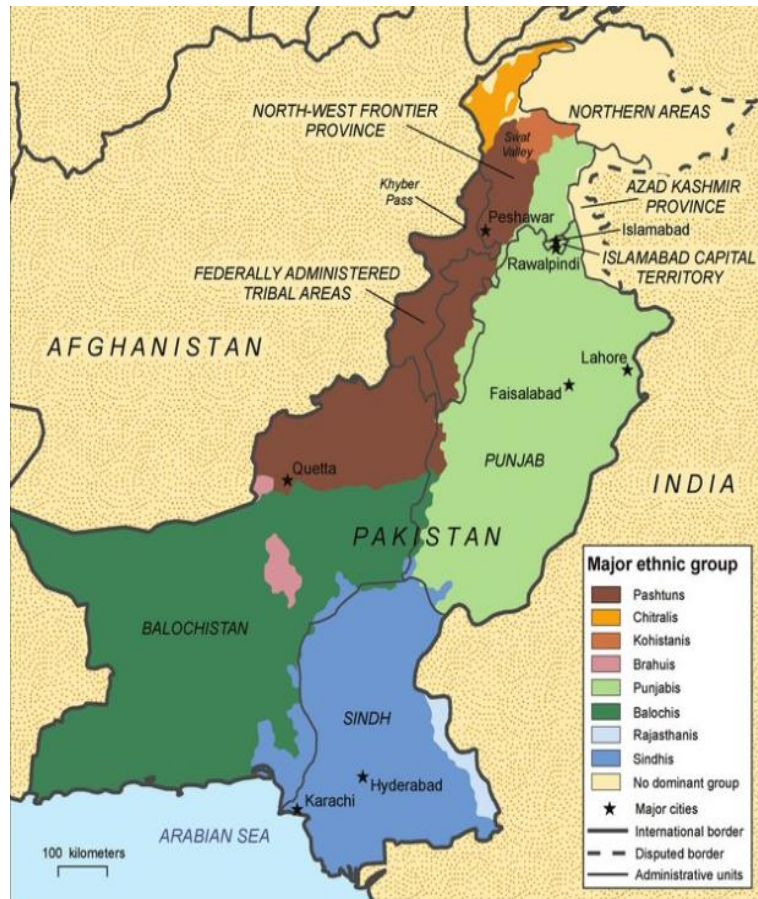 NORTHERN AREAS
NORTH-WEST FRONTIER
PROVINCE
Swat
Valley
Khyber
Pass
AZAD KASHMIR
PROVINCE
Peshawar
Islamabad
ISLAMABAD CAPITAL
TERRITORY
Rawalpindi
FEDERALLY ADMINISTERED
TRIBAL AREAS
AFGHANISTAN
Lahore
Faisalabad
PUNJAB
Quetta
INDIA
PAKISTAN
BALOCHISTAN
SINDH
Hyderabad
Karachi
ARABIAN SEA
100 kilometers
Major ethnic group
Pashtuns
Chitralis
Kohistanis
Brahuis
Punjabis
Balochis
Rajasthanis
Sindhis
No dominant group
Major cities
International border
Disputed border
Administrative units